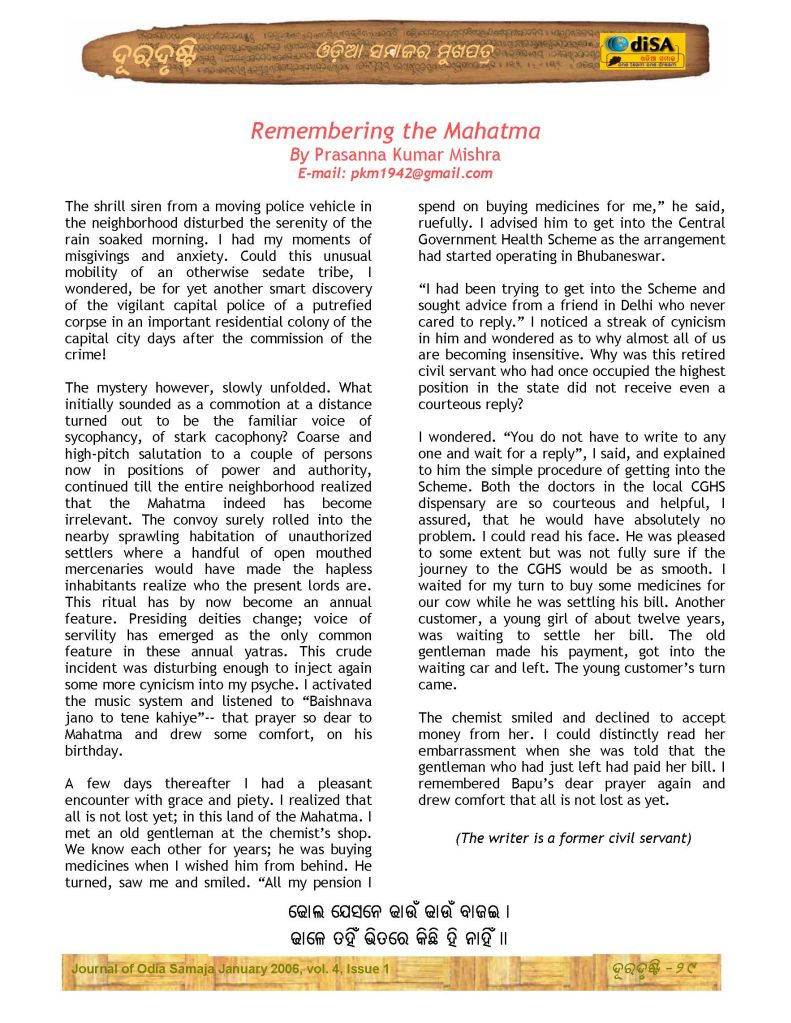 ଦୂରଦୃଷ୍ଟି
ଓଡ଼ିଆ ସମାଜର ମୁଖପତ୍ର
diSA
ଓଡ଼ିଆ ସମାଜ
one team one dream
Remembering the Mahatma
By Prasanna Kumar Mishra
E-mail: pkm1942@gmail.com
The shrill siren from a moving police vehicle in
the neighborhood disturbed the serenity of the
rain soaked morning. I had my moments of
misgivings and anxiety. Could this unusual
mobility of an otherwise sedate tribe, I
wondered, be for yet another smart discovery
of the vigilant capital police of a putrefied
corpse in an important residential colony of the
capital city days after the commission of the
crime!
The mystery however, slowly unfolded. What
initially sounded as a commotion at a distance
turned out to be the familiar voice of
sycophancy, of stark cacophony? Coarse and
high-pitch salutation to a couple of persons
now in positions of power and authority,
continued till the entire neighborhood realized
that the Mahatma indeed has become
irrelevant. The convoy surely rolled into the
nearby sprawling habitation of unauthorized
settlers where a handful of open mouthed
mercenaries would have made the hapless
inhabitants realize who the present lords are.
This ritual has by now become an annual
feature. Presiding deities change; voice of
servility has emerged as the only common
feature in these annual yatras. This crude
incident was disturbing enough to inject again
some more cynicism into my psyche. I activated
the music system and listened to “Baishnava
jano to tene kahiye”-- that prayer so dear to
Mahatma and drew some comfort, on his
birthday.
A few days thereafter I had a pleasant
encounter with grace and piety. I realized that
all is not lost yet; in this land of the Mahatma. I
met an old gentleman at the chemist’s shop.
We know each other for years; he was buying
medicines when I wished him from behind. He
turned, saw me and smiled. “All my pension I
spend on buying medicines for me,” he said,
ruefully. I advised him to get into the Central
Government Health Scheme as the arrangement
had started operating in Bhubaneswar.
“I had been trying to get into the Scheme and
sought advice from a friend in Delhi who never
cared to reply.” I noticed a streak of cynicism
in him and wondered as to why almost all of us
are becoming insensitive. Why was this retired
civil servant who had once occupied the highest
position in the state did not receive even a
courteous reply?
I wondered. “You do not have to write to any
one and wait for a reply”, I said, and explained
to him the simple procedure of getting into the
Scheme. Both the doctors in the local CGHS
dispensary are so courteous and helpful, I
assured, that he would have absolutely no
problem. I could read his face. He was pleased
to some extent but was not fully sure if the
journey to the CGHS would be as smooth. I
waited for my turn to buy some medicines for
our cow while he was settling his bill. Another
customer, a young girl of about twelve years,
was waiting to settle her bill. The old
gentleman made his payment, got into the
waiting car and left. The young customer’s turn
came.
The chemist smiled and declined to accept
money from her. I could distinctly read her
embarrassment when she was told that the
gentleman who had just left had paid her bill. I
remembered Bapu’s dear prayer again and
drew comfort that all is not lost as yet.
(The writer is a former civil servant)
ଢୋଲ ଯେସନେ ଢାଉଁ ଢାଉଁ ବାଜଇ ।
ଢାଳେ ତହିଁ ଭିତରେ କିଛି ହି ନାହିଁ ॥
Journal of Odia Samaja January 2006, vol. 4, Issue 1
ଦୂରଦୃଷ୍ଟି - ୨୯